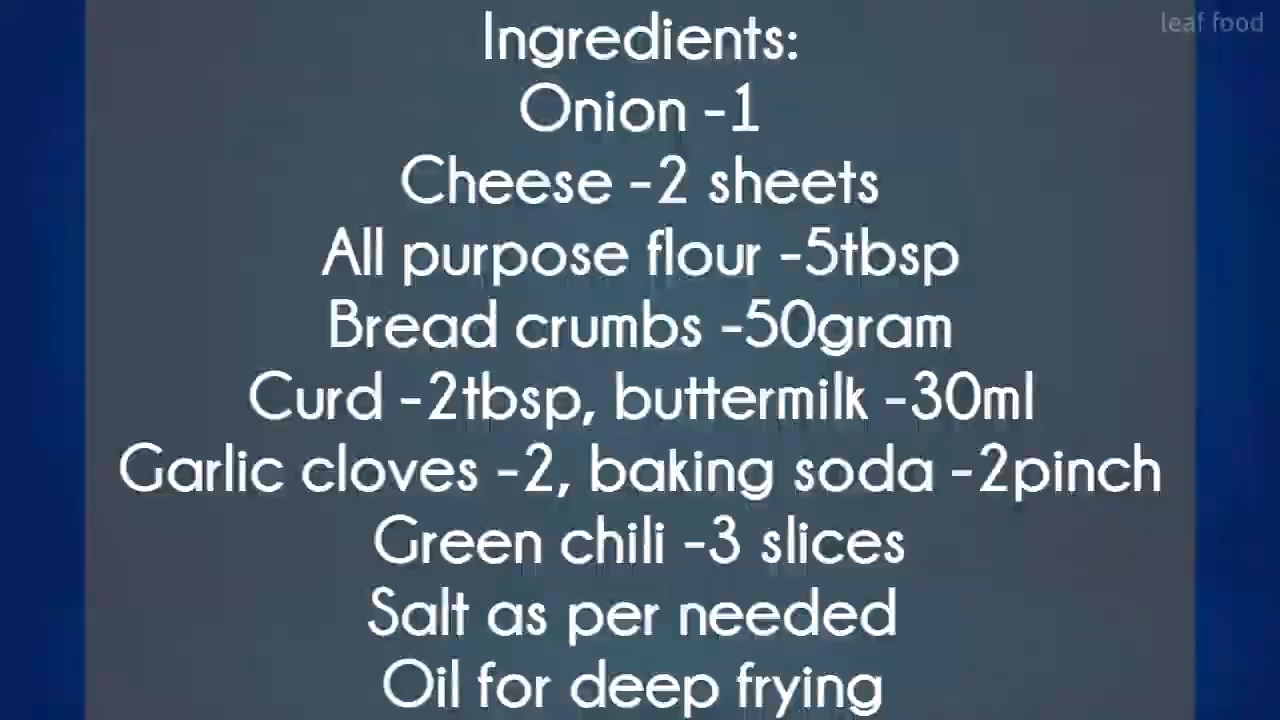 leaf food
Ingredients:
Onion -1
Cheese -2 sheets
All purpose flour -5tbsp
Bread crumbs -50gram
Curd -2tbsp, buttermilk -30ml
Garlic cloves -2, baking soda -2pinch
Green chili -3 slices
Salt as per needed
Oil for deep frying